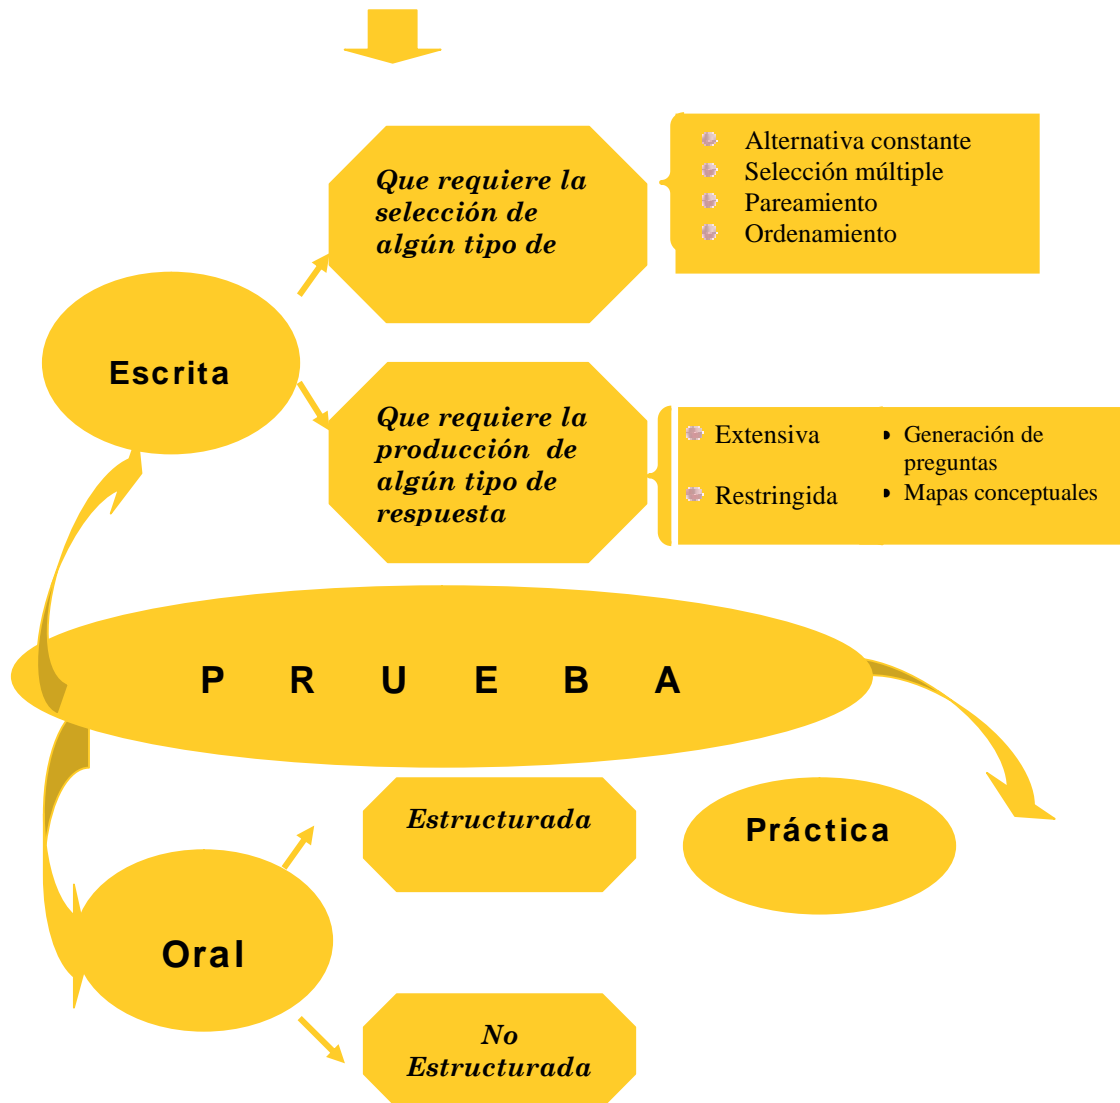 Que requiere la
selección de
algún tipo de
Alternativa constante
Selección múltiple
Pareamiento
Ordenamiento
Escrita
Que requiere la
producción de
algún tipo de
respuesta
Extensiva
Restringida
Generación de
preguntas
Mapas conceptuales
P R U E B A
Estructurada
Práctica
Oral
No
Estructurada